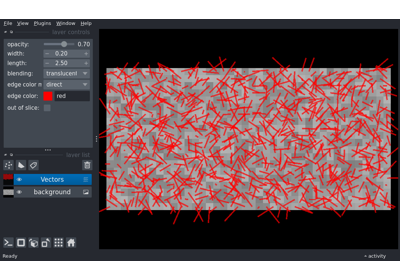 File View Plugins Window Help
layer controls
opacity: 0.70
width: 0.20
length: 2.50
blending: translucent
edge color m direct
edge color: red
out of slice:
layer list
Vectors
background
Ready
activity